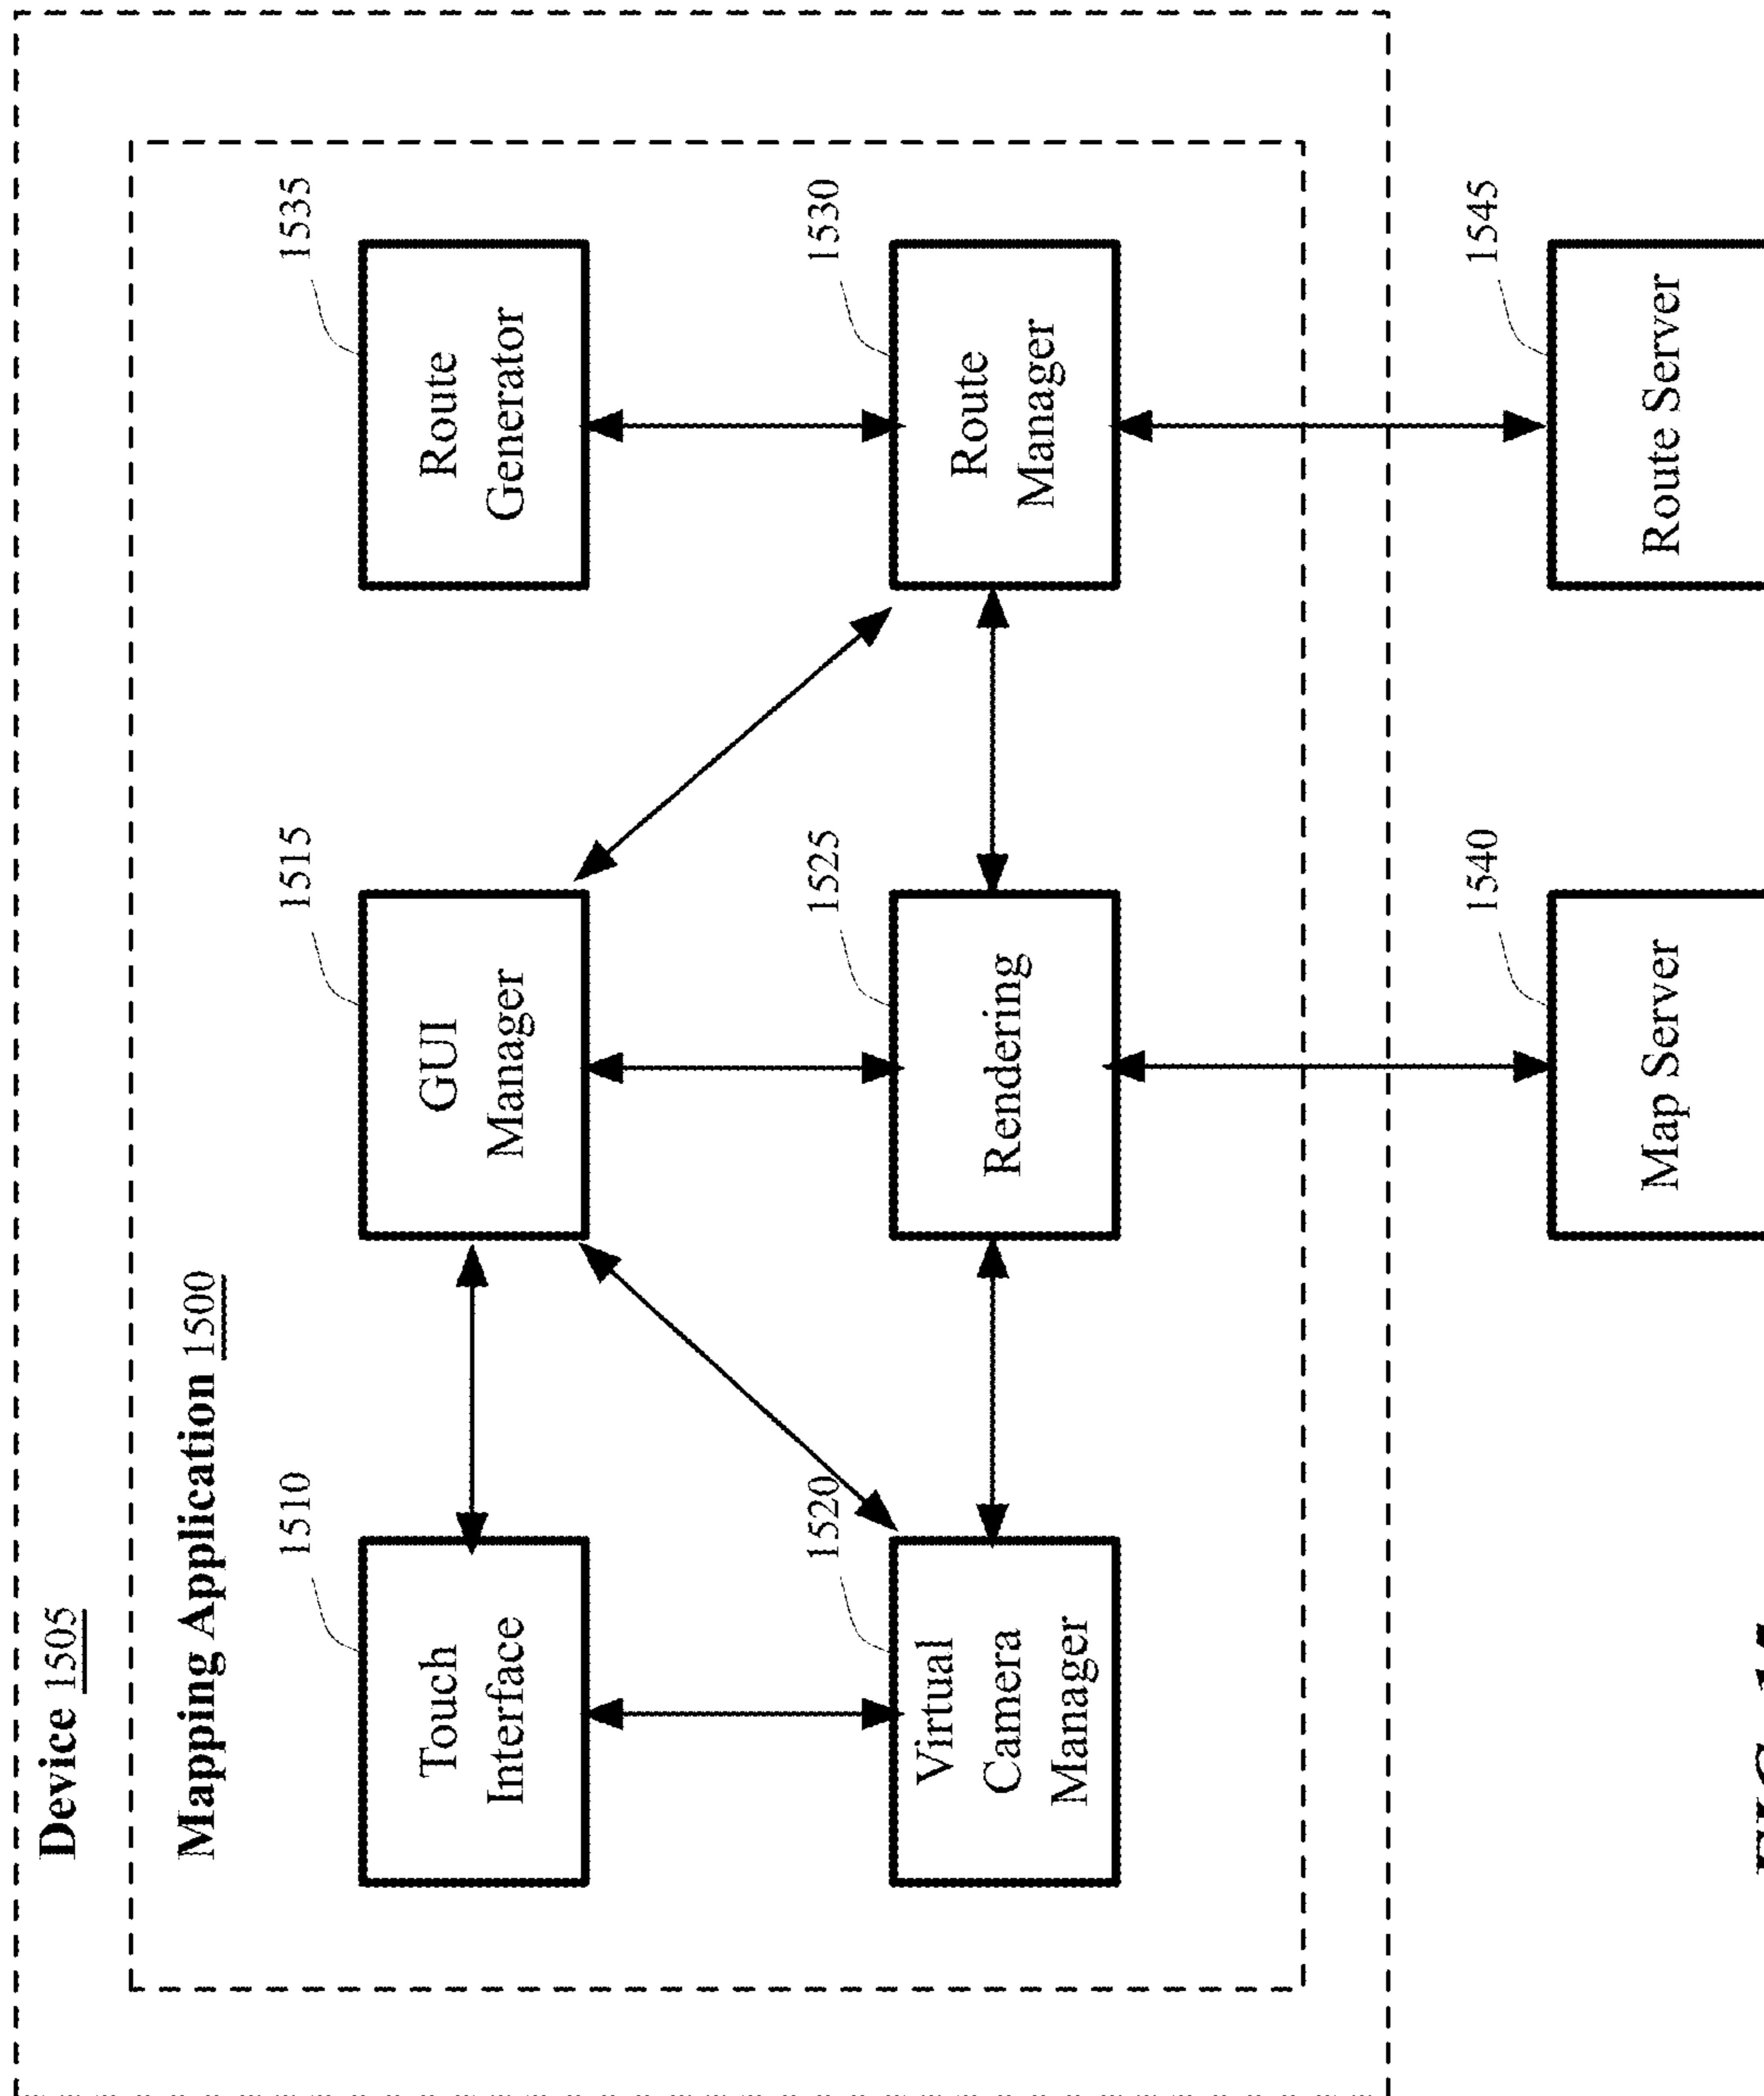 Device 1505
Mapping Application 1500
1510
Touch
Interface
1515
GUI
Manager
1535
Route
Generator
1520
Virtual
Camera
Manager
1525
Rendering
1530
Route
Manager
1540
Map Server
1545
Route Server